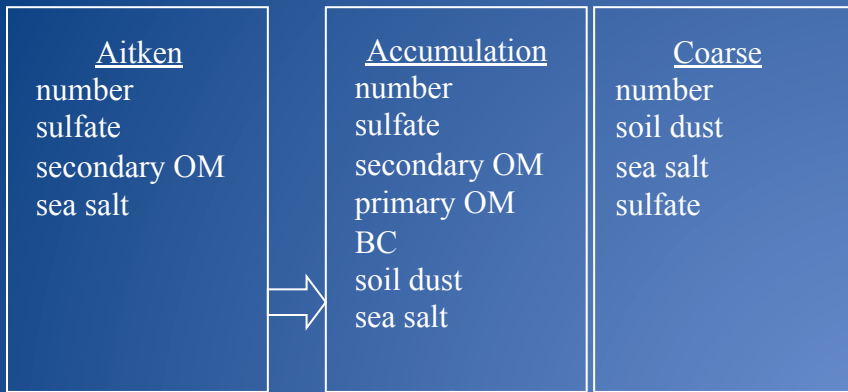 Aitken
number
sulfate
secondary OM
sea salt
Accumulation
number
sulfate
secondary OM
primary OM
BC
soil dust
sea salt
Coarse
number
soil dust
sea salt
sulfate